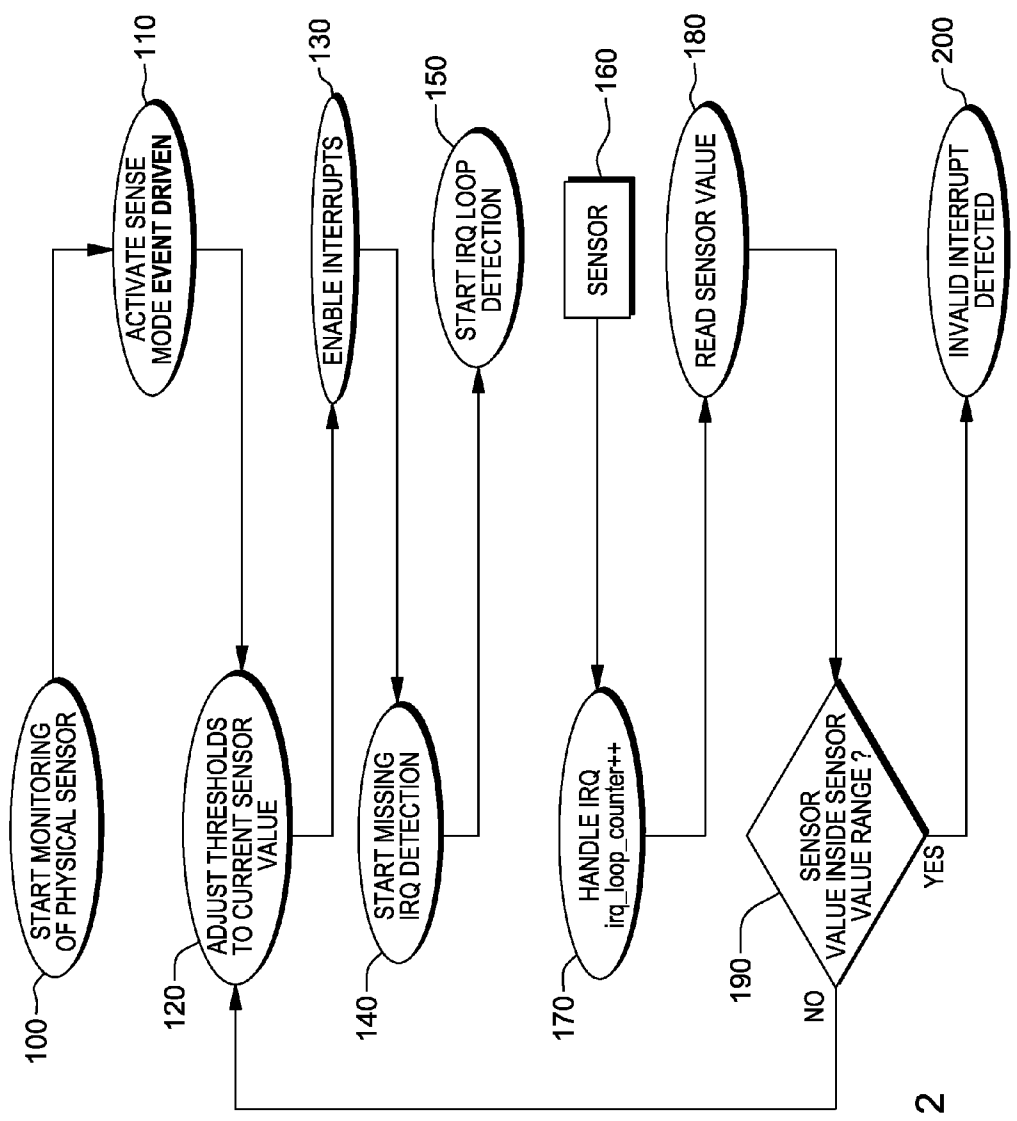 100
START MONITORING
OF PHYSICAL SENSOR
110
ACTIVATE SENSE
MODE EVENT DRIVEN
120
ADJUST THRESHOLDS
TO CURRENT SENSOR
VALUE
130
ENABLE INTERRUPTS
140
START MISSING
IRQ DETECTION
150
START IRQ LOOP
DETECTION
160
SENSOR
170
HANDLE IRQ
irq_loop_counter++
180
READ SENSOR VALUE
190
SENSOR
VALUE INSIDE SENSOR
VALUE RANGE ?
NO
YES
200
INVALID INTERRUPT
DETECTED
2